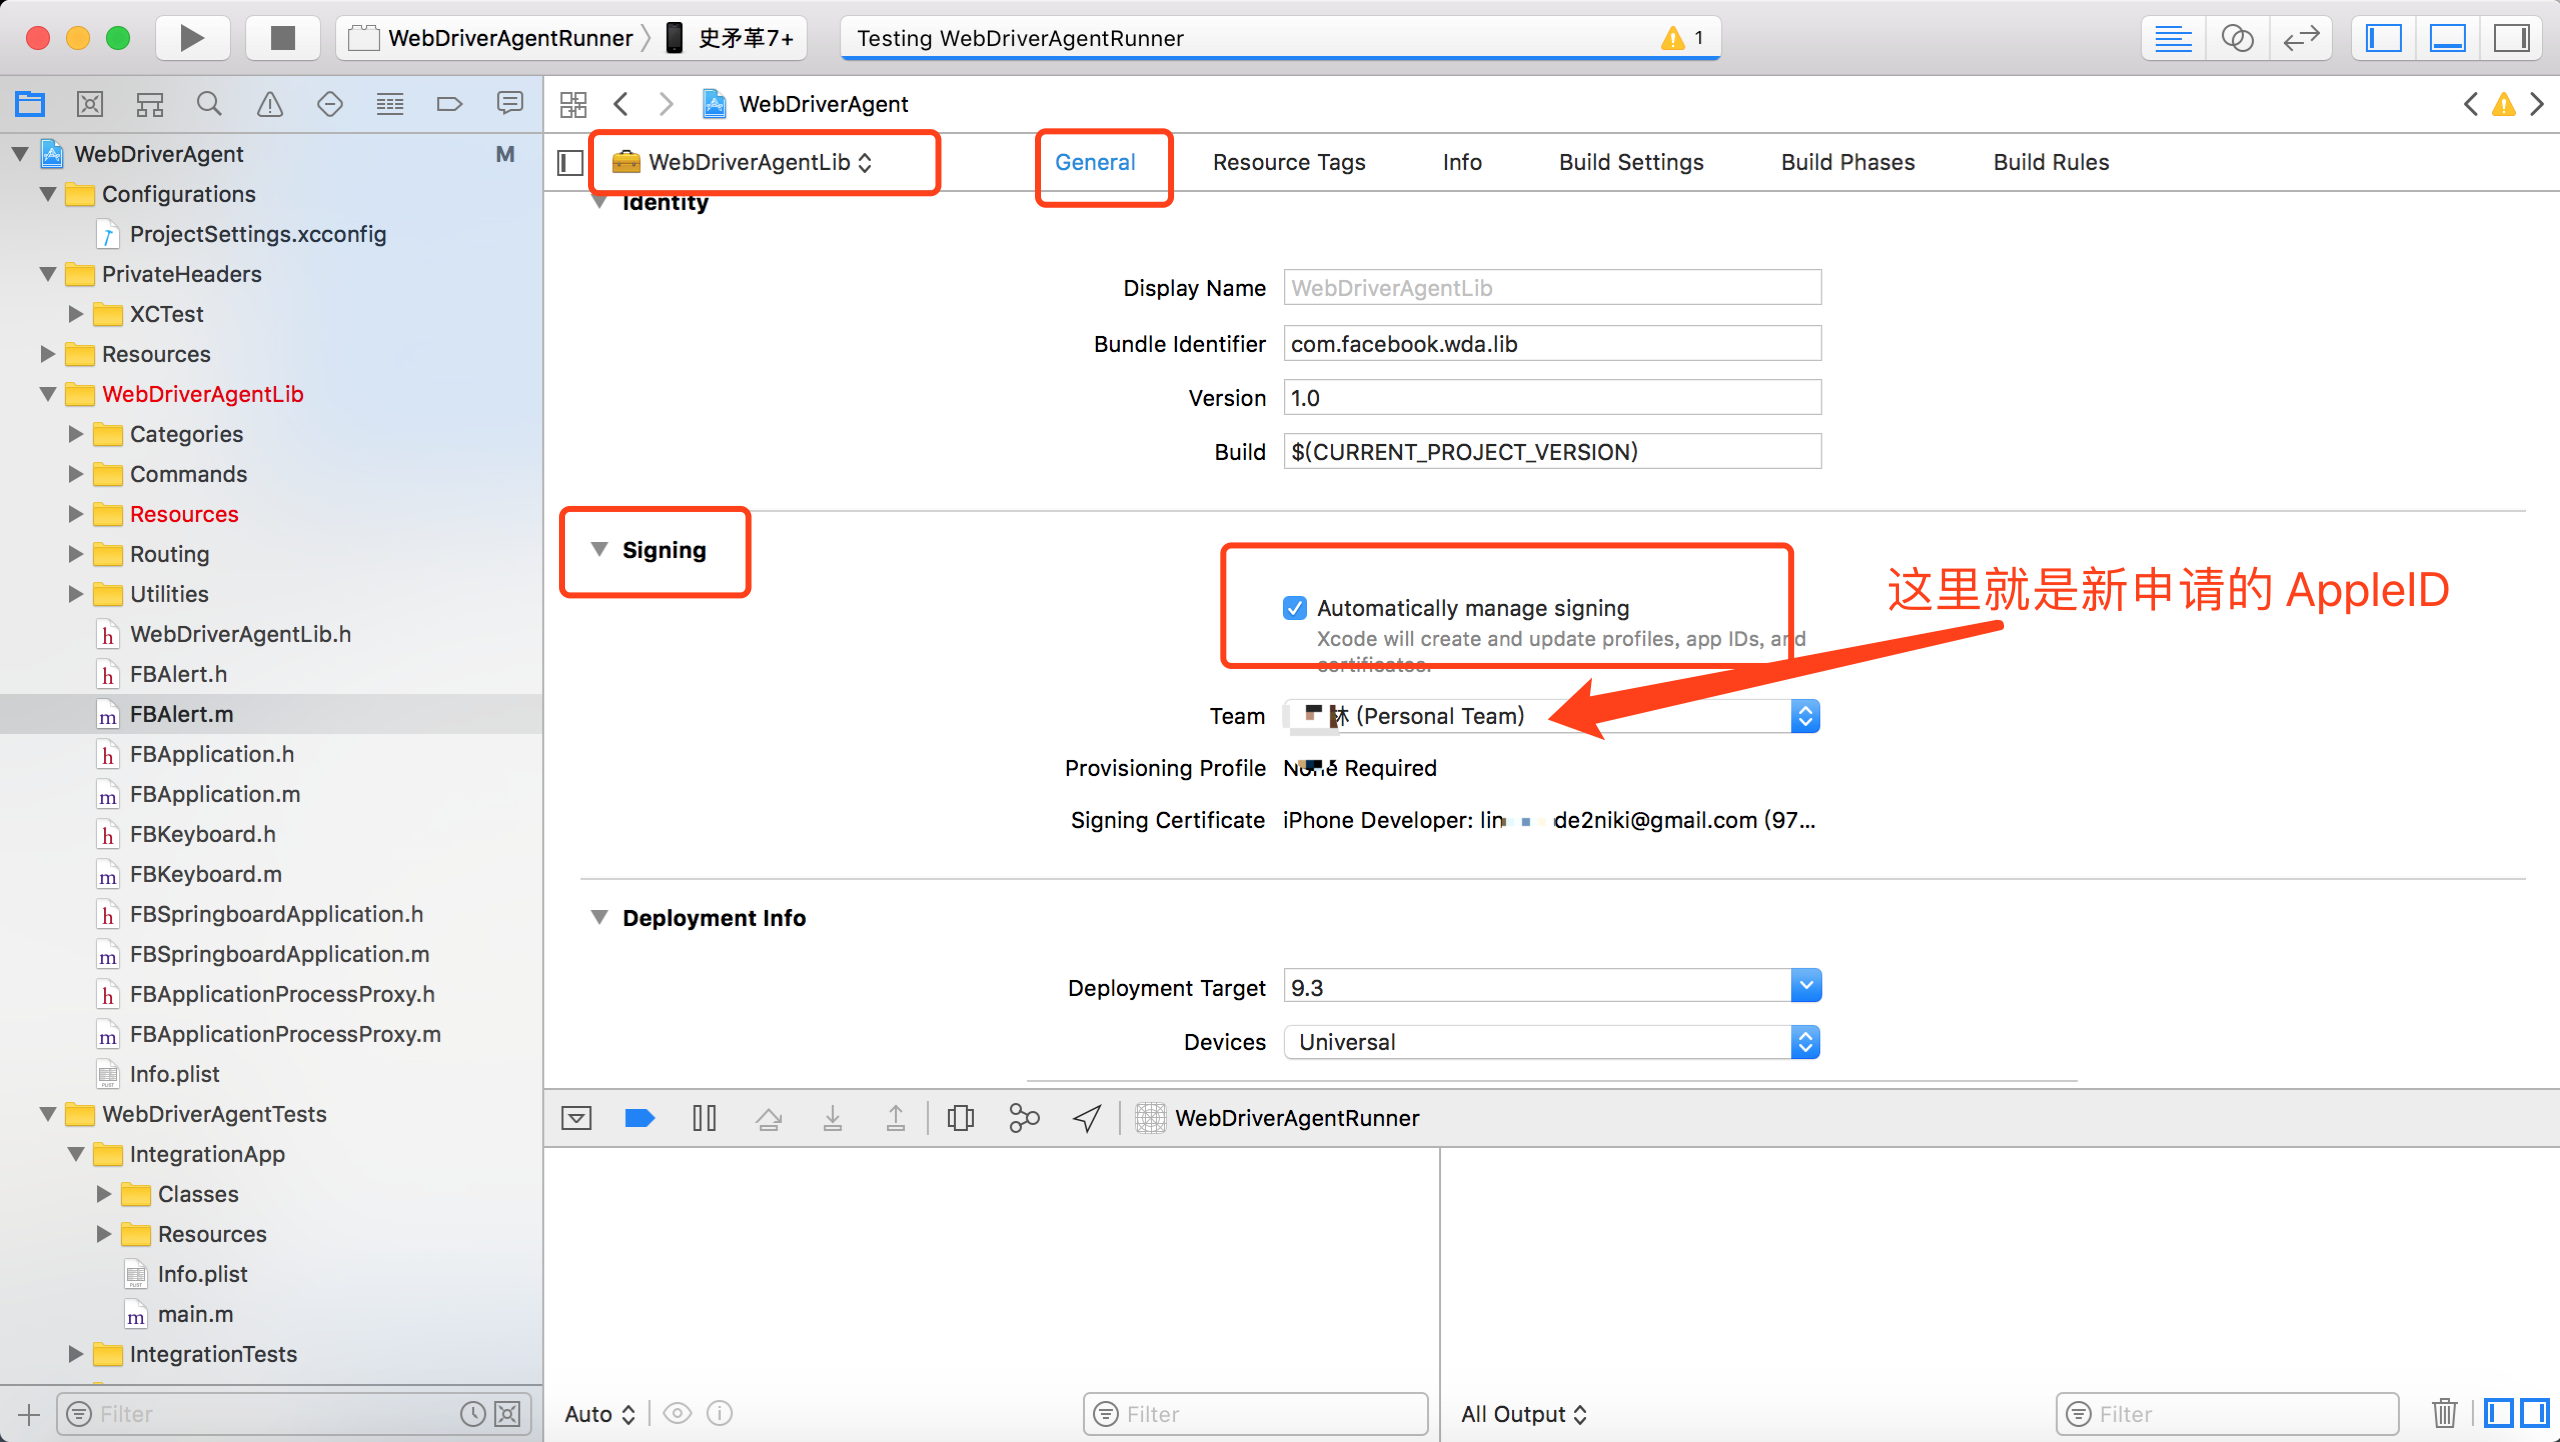 WebDriverAgentRunner
史矛革7+
Testing WebDriverAgentRunner
1
WebDriverAgent
WebDriverAgent
M
Configurations
ProjectSettings.xcconfig
PrivateHeaders
XCTest
Resources
WebDriverAgentLib
Categories
Commands
Resources
Routing
Utilities
WebDriverAgentLib.h
FBAlert.h
FBAlert.m
FBApplication.h
FBApplication.m
FBKeyboard.h
FBKeyboard.m
FBSpringboardApplication.h
FBSpringboardApplication.m
FBApplicationProcessProxy.h
FBApplicationProcessProxy.m
Info.plist
WebDriverAgentTests
IntegrationApp
Classes
Resources
Info.plist
main.m
IntegrationTests
Filter
WebDriverAgentLib
General
Resource Tags
Info
Build Settings
Build Phases
Build Rules
Identity
Display Name
WebDriverAgentLib
Bundle Identifier
com.facebook.wda.lib
Version
1.0
Build
$(CURRENT_PROJECT_VERSION)
Signing
Automatically manage signing
Xcode will create and update profiles, app IDs, and
certificates.
这里就是新申请的 AppleID
Team
(Personal Team)
Provisioning Profile
None Required
Signing Certificate
iPhone Developer: lin de2niki@gmail.com (97...
Deployment Info
Deployment Target
9.3
Devices
Universal
WebDriverAgentRunner
Auto
Filter
All Output
Filter